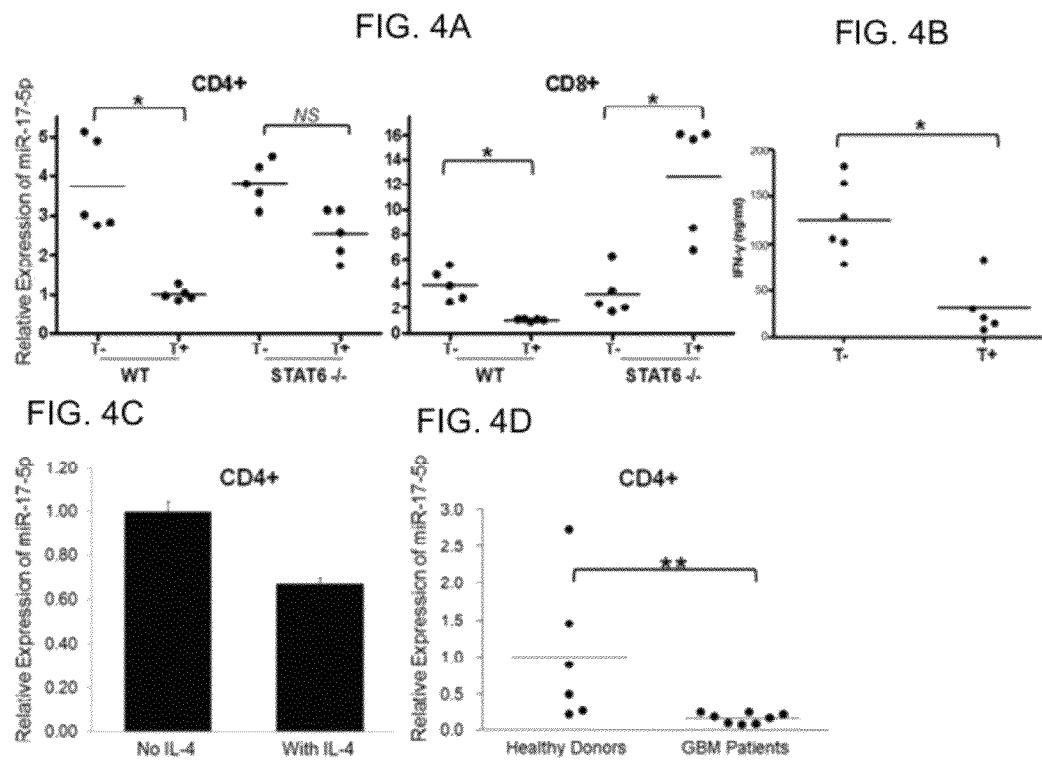 FIG. 4A
FIG. 4B
CD4+
CD8+
Relative Expression of miR-17-5p
*
NS
*
*
*
5
4
3
2
1
0
16
14
12
10
8
6
4
2
0
IFN-γ (ng/ml)
200
150
100
50
0
T- T+ T- T+
WT STAT6 -/-
T- T+ T- T+
WT STAT6 -/-
T- T+
FIG. 4C
FIG. 4D
Relative Expression of miR-17-5p
CD4+
1.20
1.00
0.80
0.60
0.40
0.20
0.00
No IL-4 With IL-4
Relative Expression of miR-17-5p
CD4+
**
3.0
2.5
2.0
1.5
1.0
0.5
0.0
Healthy Donors GBM Patients